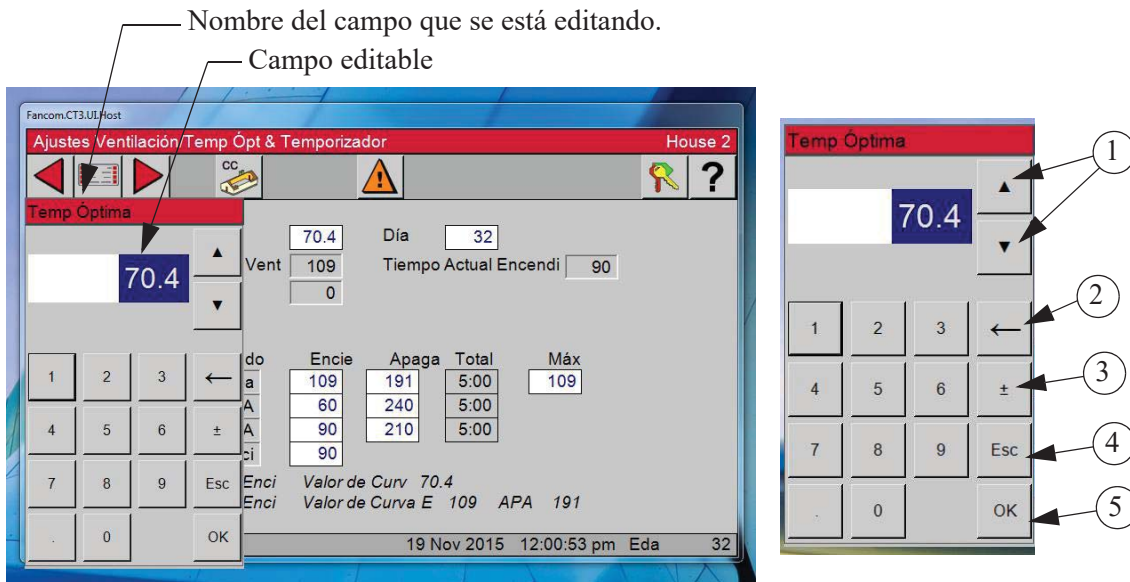 Nombre del campo que se está editando.
Campo editable
Fancom.CT3.UI.Host
Ajustes Ventilación/Temp Ópt & Temporizador House 2
CC
?
Temp Óptima
70.4
▲
▼
1 2 3 ←
4 5 6 ±
7 8 9 Esc
. 0 OK
70.4 Día 32
Vent 109 Tiempo Actual Encendi 90
0
do Encie Apaga Total Máx
a 109 191 5:00 109
A 60 240 5:00
A 90 210 5:00
ci 90
Enci Valor de Curv 70.4
Enci Valor de Curva E 109 APA 191
19 Nov 2015 12:00:53 pm Eda 32
Temp Óptima
70.4
▲
▼
1 2 3 ←
4 5 6 ±
7 8 9 Esc
. 0 OK
1
2
3
4
5